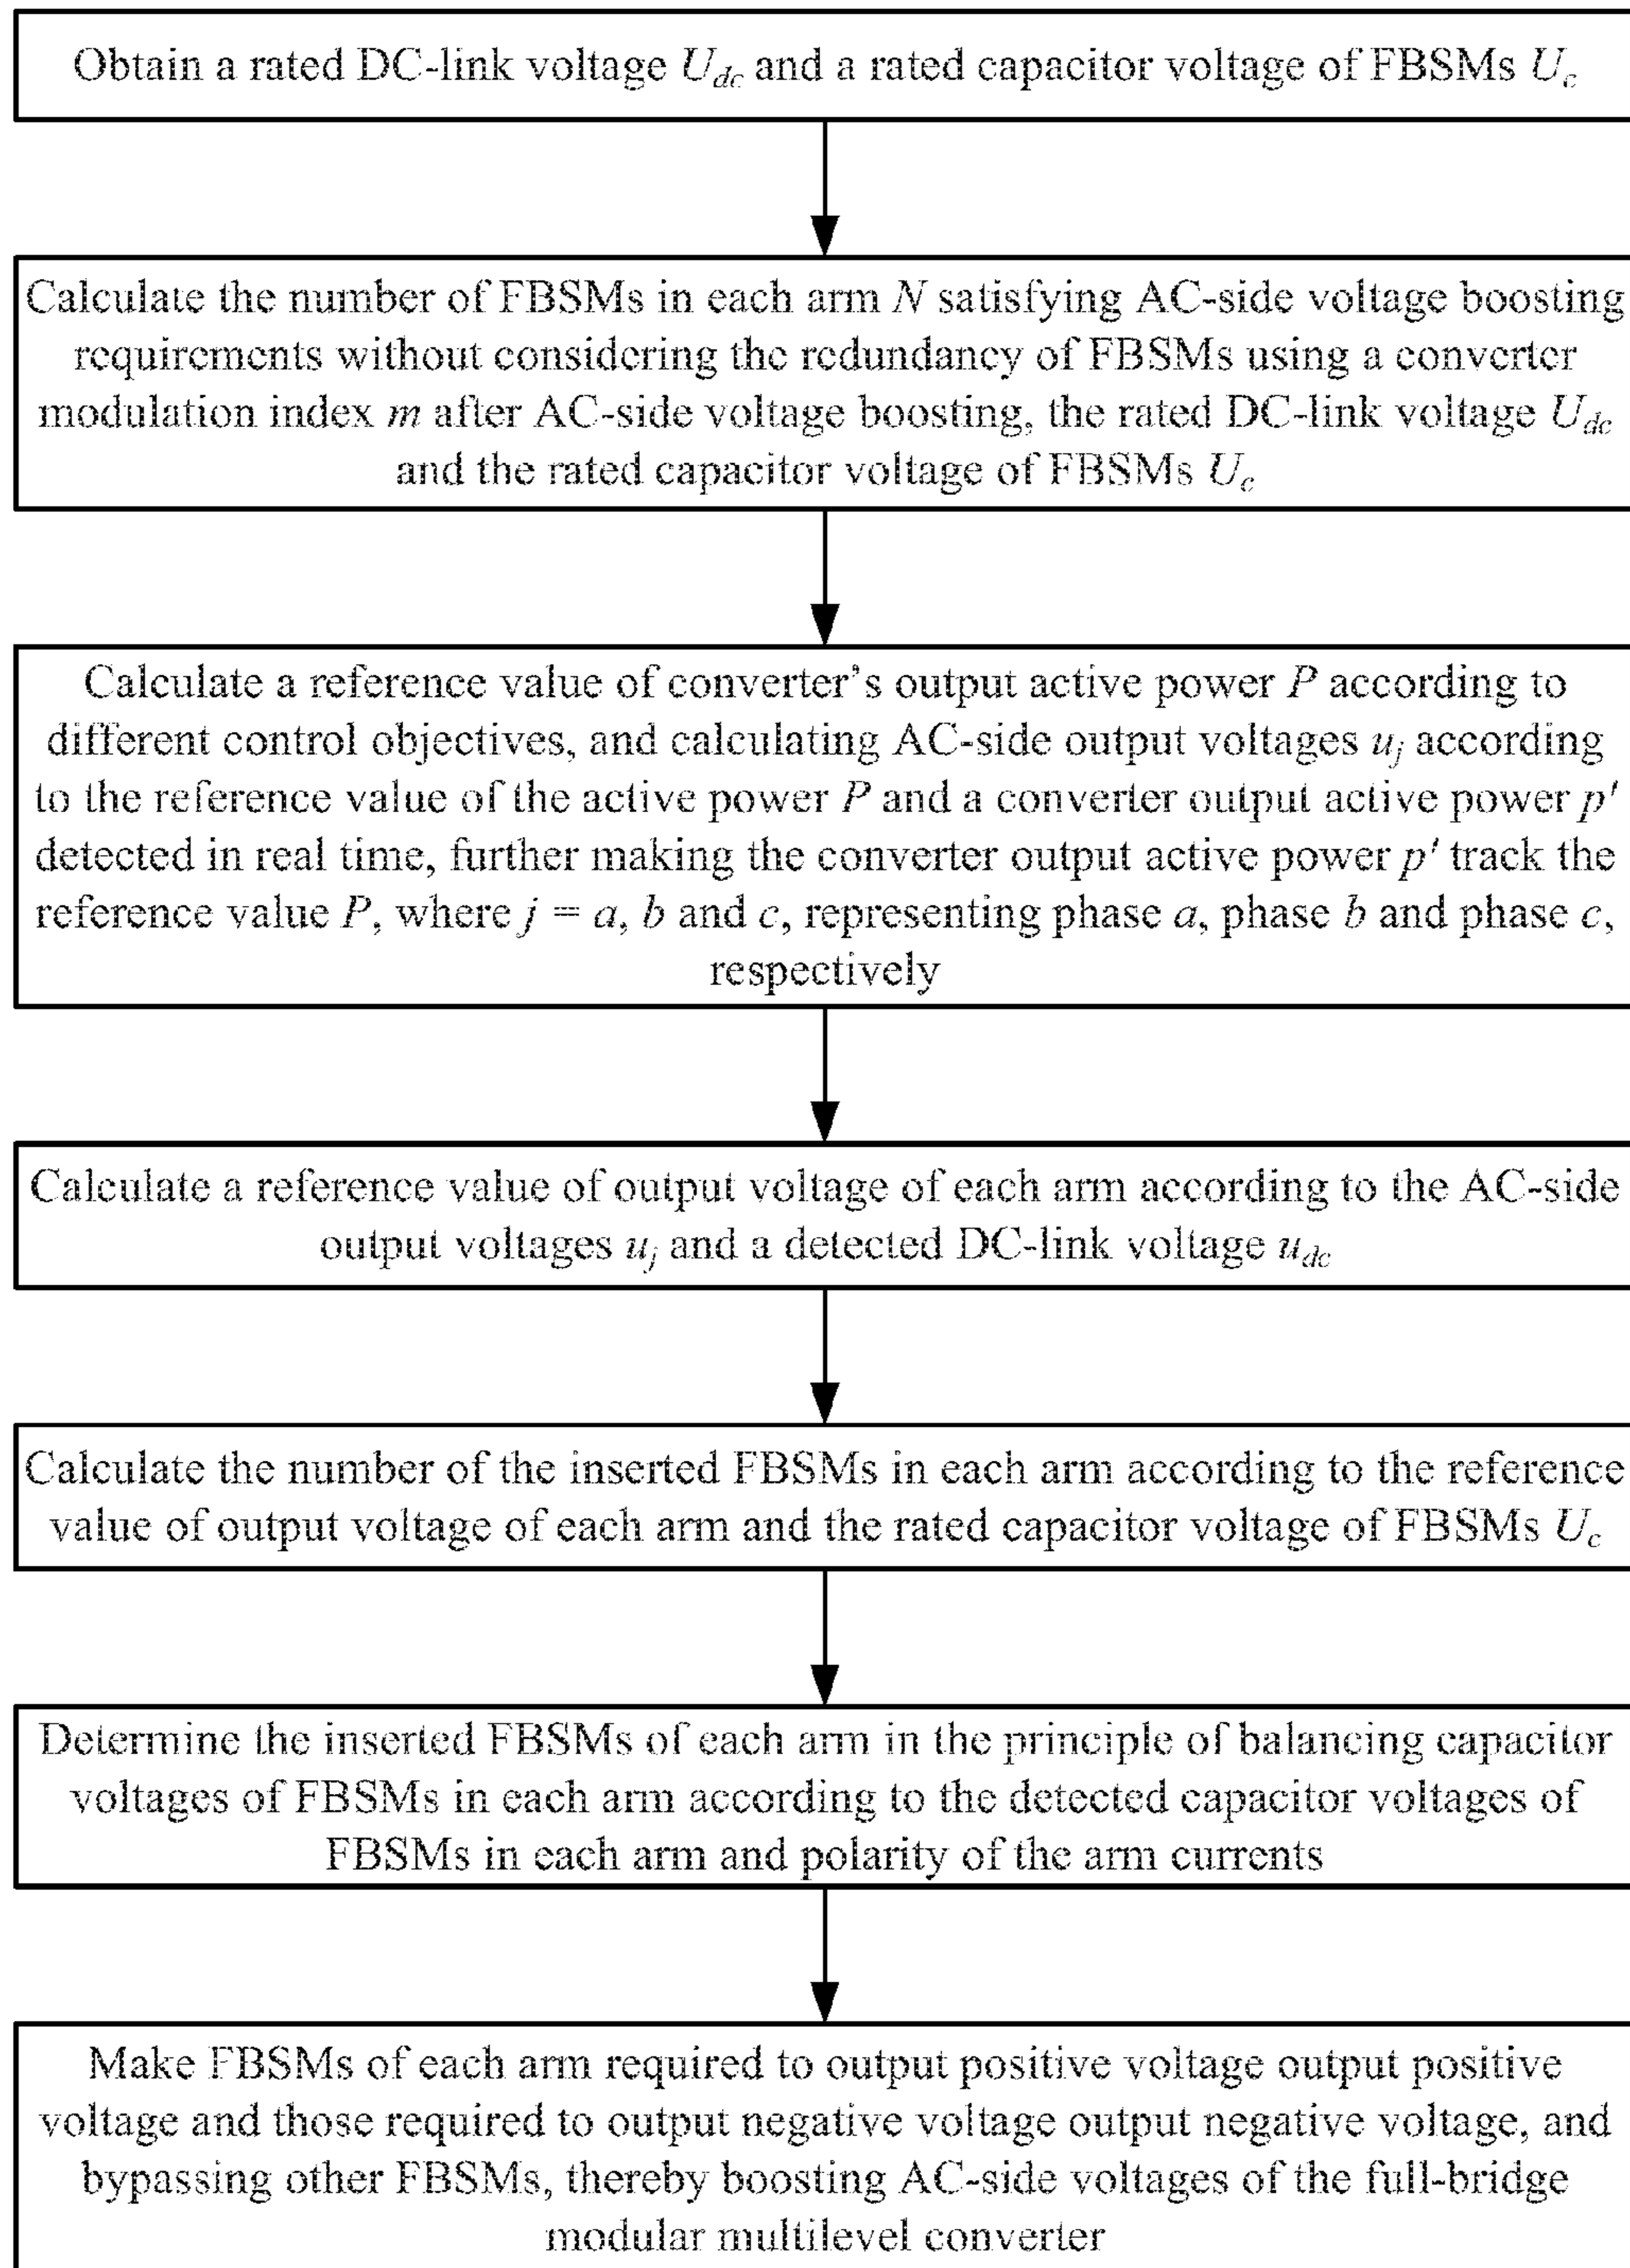 Obtain a rated DC-link voltage Udc and a rated capacitor voltage of FBSMs Uc
Calculate the number of FBSMs in each arm N satisfying AC-side voltage boosting
requirements without considering the redundancy of FBSMs using a converter
modulation index m after AC-side voltage boosting, the rated DC-link voltage Udc
and the rated capacitor voltage of FBSMs Uc
Calculate a reference value of converter's output active power P according to
different control objectives, and calculating AC-side output voltages uj according
to the reference value of the active power P and a converter output active power p'
detected in real time, further making the converter output active power p' track the
reference value P, where j = a, b and c, representing phase a, phase b and phase c,
respectively
Calculate a reference value of output voltage of each arm according to the AC-side
output voltages uj and a detected DC-link voltage udc
Calculate the number of the inserted FBSMs in each arm according to the reference
value of output voltage of each arm and the rated capacitor voltage of FBSMs Uc
Determine the inserted FBSMs of each arm in the principle of balancing capacitor
voltages of FBSMs in each arm according to the detected capacitor voltages of
FBSMs in each arm and polarity of the arm currents
Make FBSMs of each arm required to output positive voltage output positive
voltage and those required to output negative voltage output negative voltage, and
bypassing other FBSMs, thereby boosting AC-side voltages of the full-bridge
modular multilevel converter